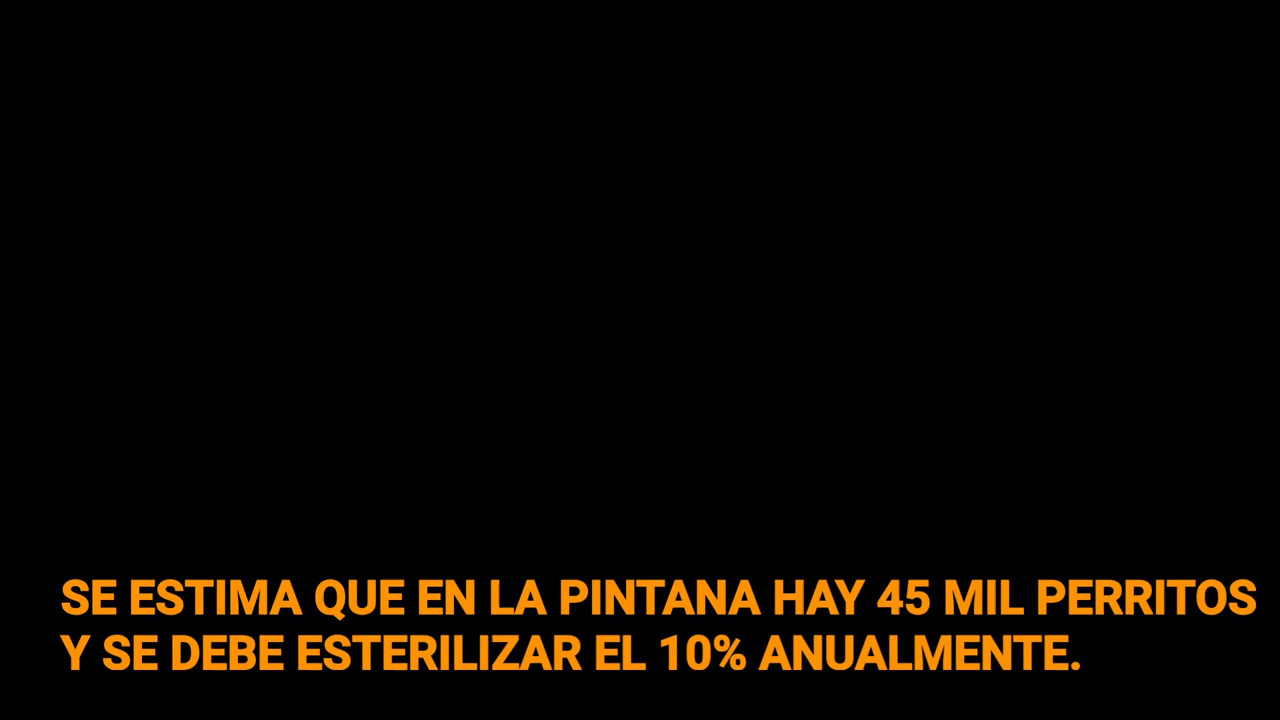 SE ESTIMA QUE EN LA PINTANA HAY 45 MIL PERRITOS
Y SE DEBE ESTERILIZAR EL 10% ANUALMENTE.